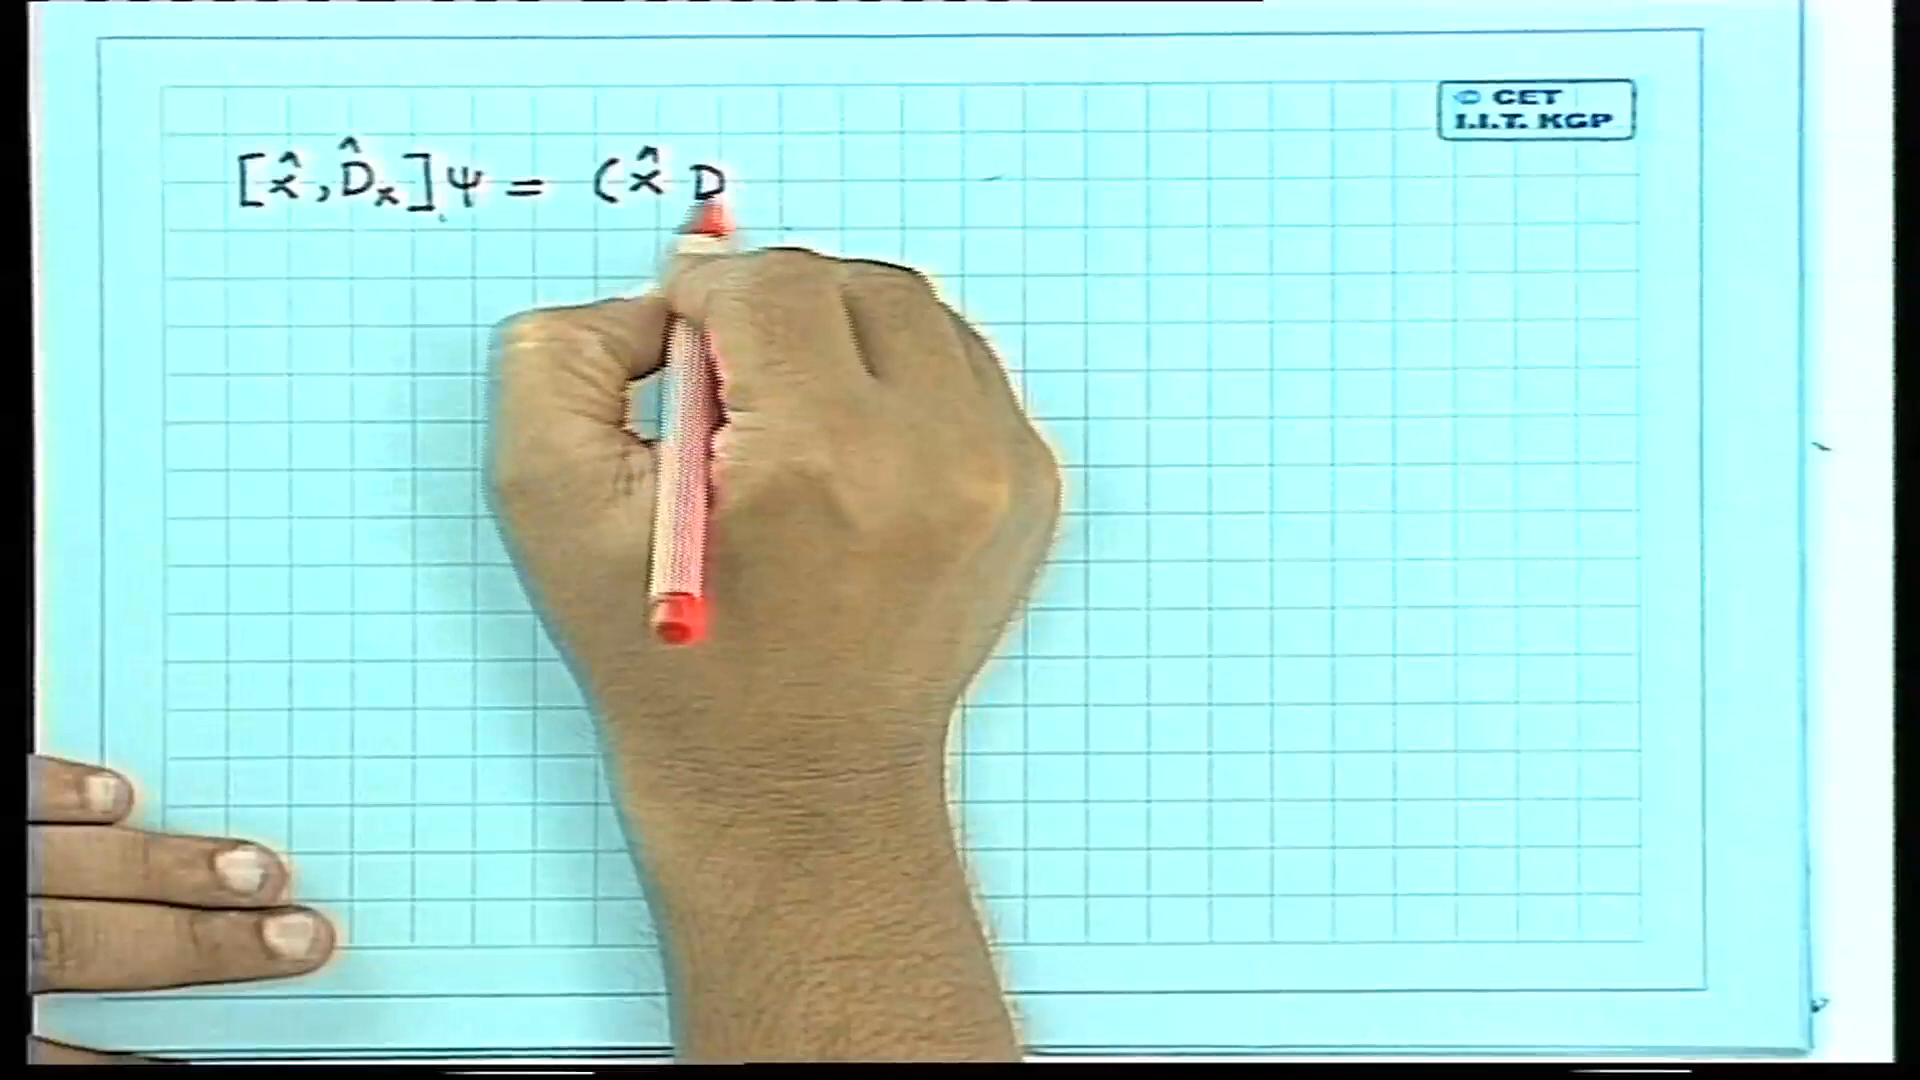 © CET
I.I.T. KGP
[x̂, D̂ₓ]ψ = (x̂ D